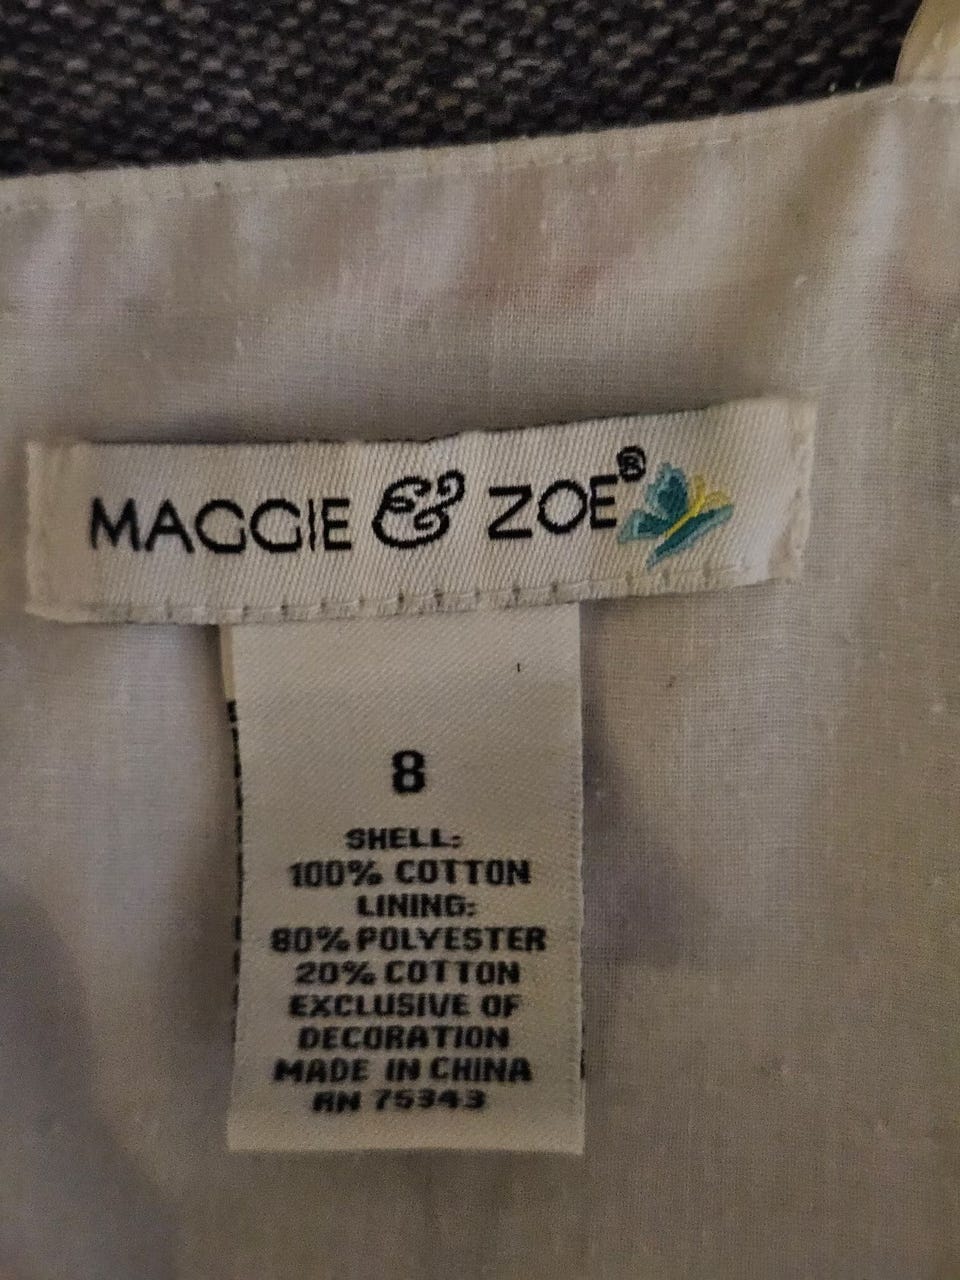 MAGGIE & ZOE®
8
SHELL:
100% COTTON
LINING:
80% POLYESTER
20% COTTON
EXCLUSIVE OF
DECORATION
MADE IN CHINA
RN 75343